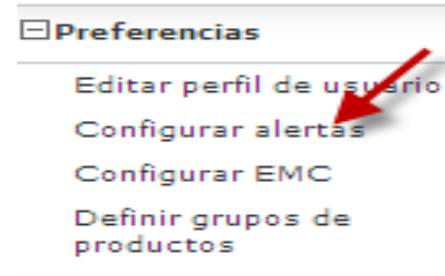 Preferencias
Editar perfil de usuario
Configurar alertas
Configurar EMC
Definir grupos de
productos